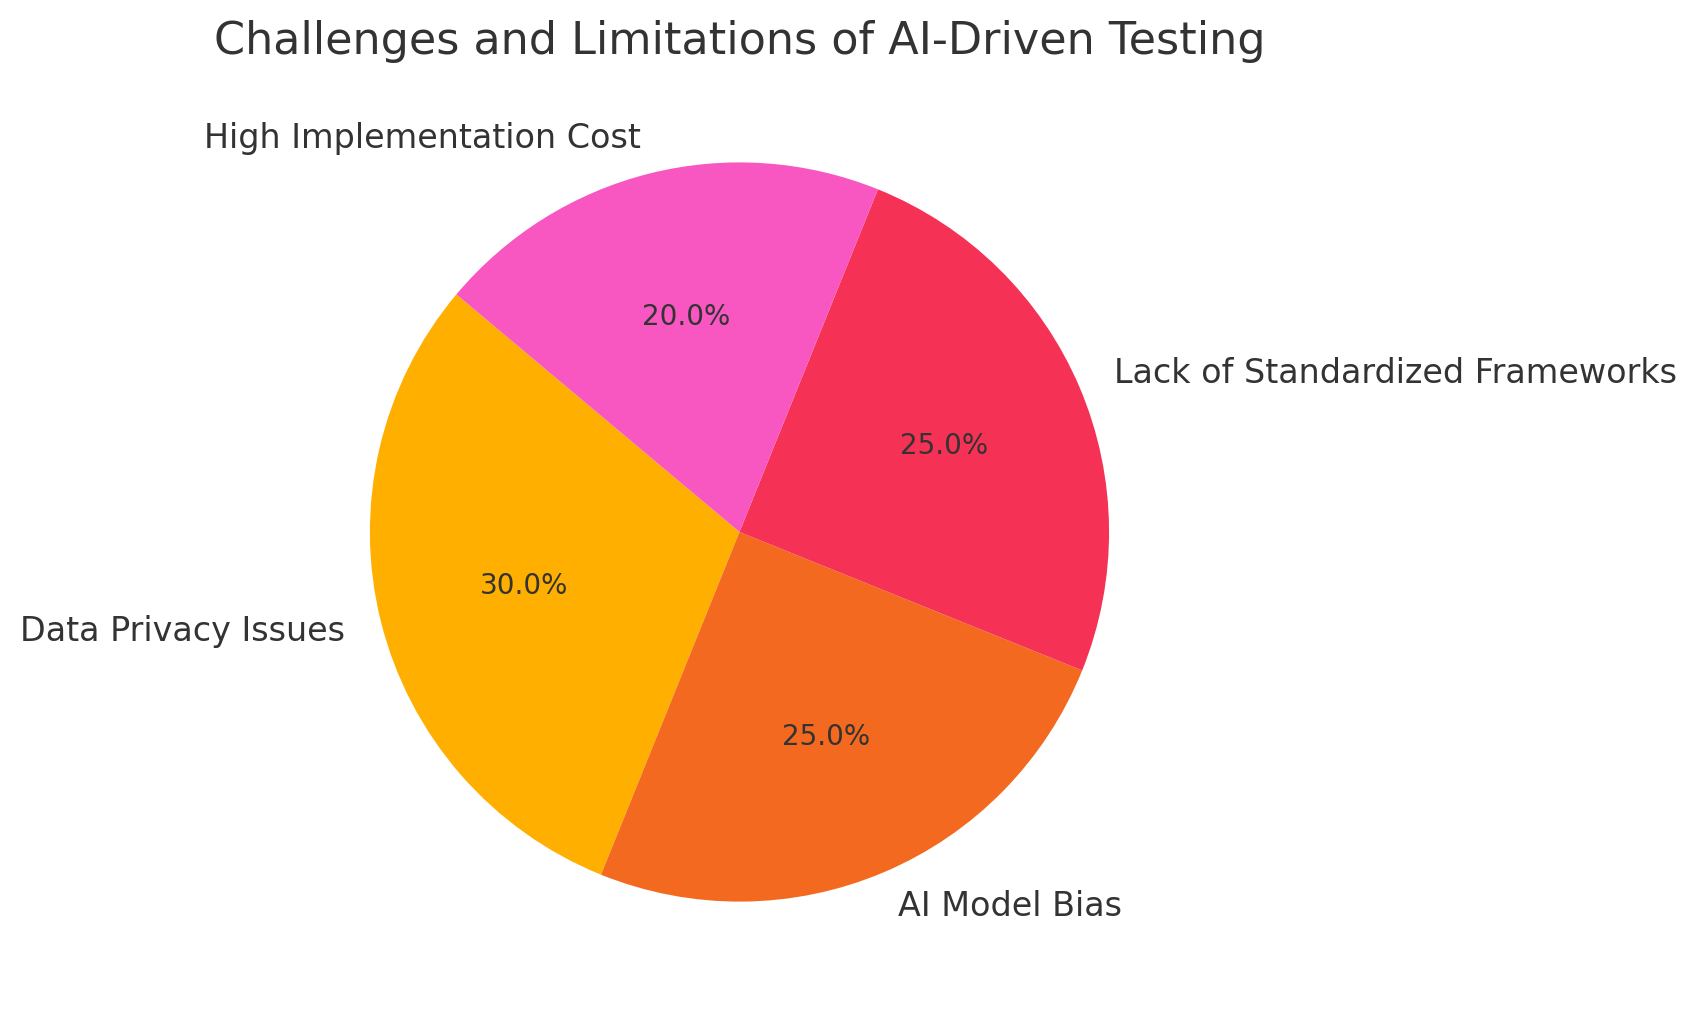 Challenges and Limitations of AI-Driven Testing
High Implementation Cost
20.0%
Lack of Standardized Frameworks
25.0%
30.0%
Data Privacy Issues
25.0%
AI Model Bias